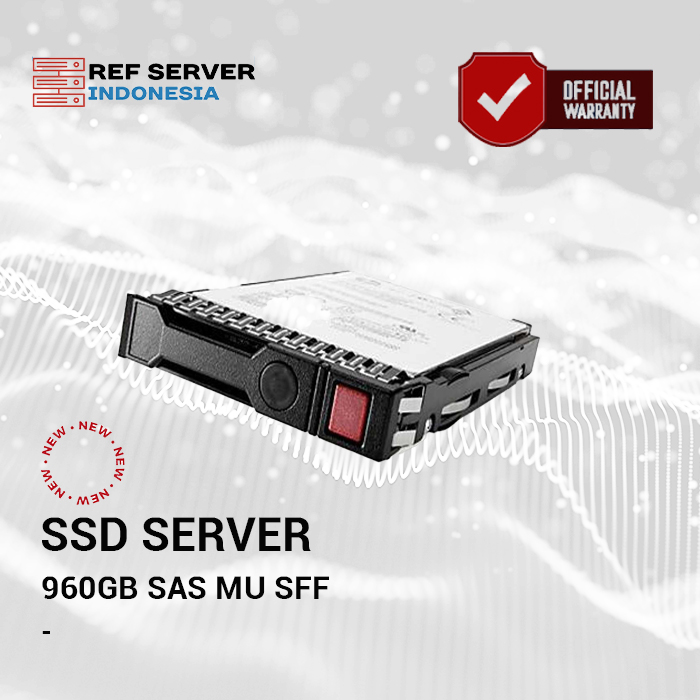 REF SERVER
INDONESIA
OFFICIAL
WARRANTY
NEW • NEW • NEW • NEW • NEW •
SSD SERVER
960GB SAS MU SFF
-